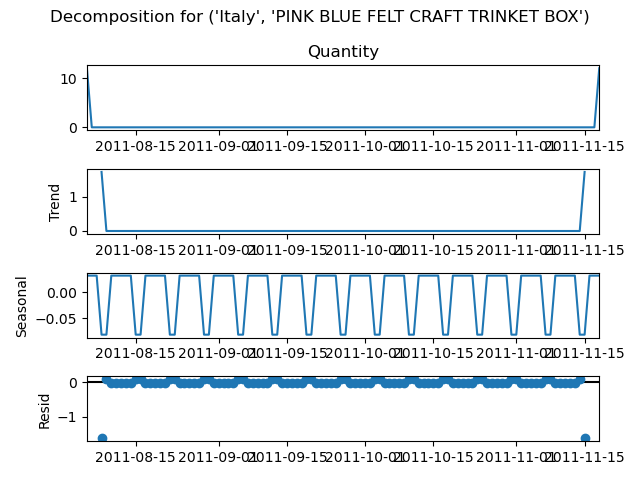 Decomposition for ('Italy', 'PINK BLUE FELT CRAFT TRINKET BOX')
Quantity
10
0
2011-08-15 2011-09-01 2011-09-15 2011-10-01 2011-10-15 2011-11-01 2011-11-15
Trend
1
0
2011-08-15 2011-09-01 2011-09-15 2011-10-01 2011-10-15 2011-11-01 2011-11-15
Seasonal
0.00
−0.05
2011-08-15 2011-09-01 2011-09-15 2011-10-01 2011-10-15 2011-11-01 2011-11-15
Resid
0
−1
2011-08-15 2011-09-01 2011-09-15 2011-10-01 2011-10-15 2011-11-01 2011-11-15